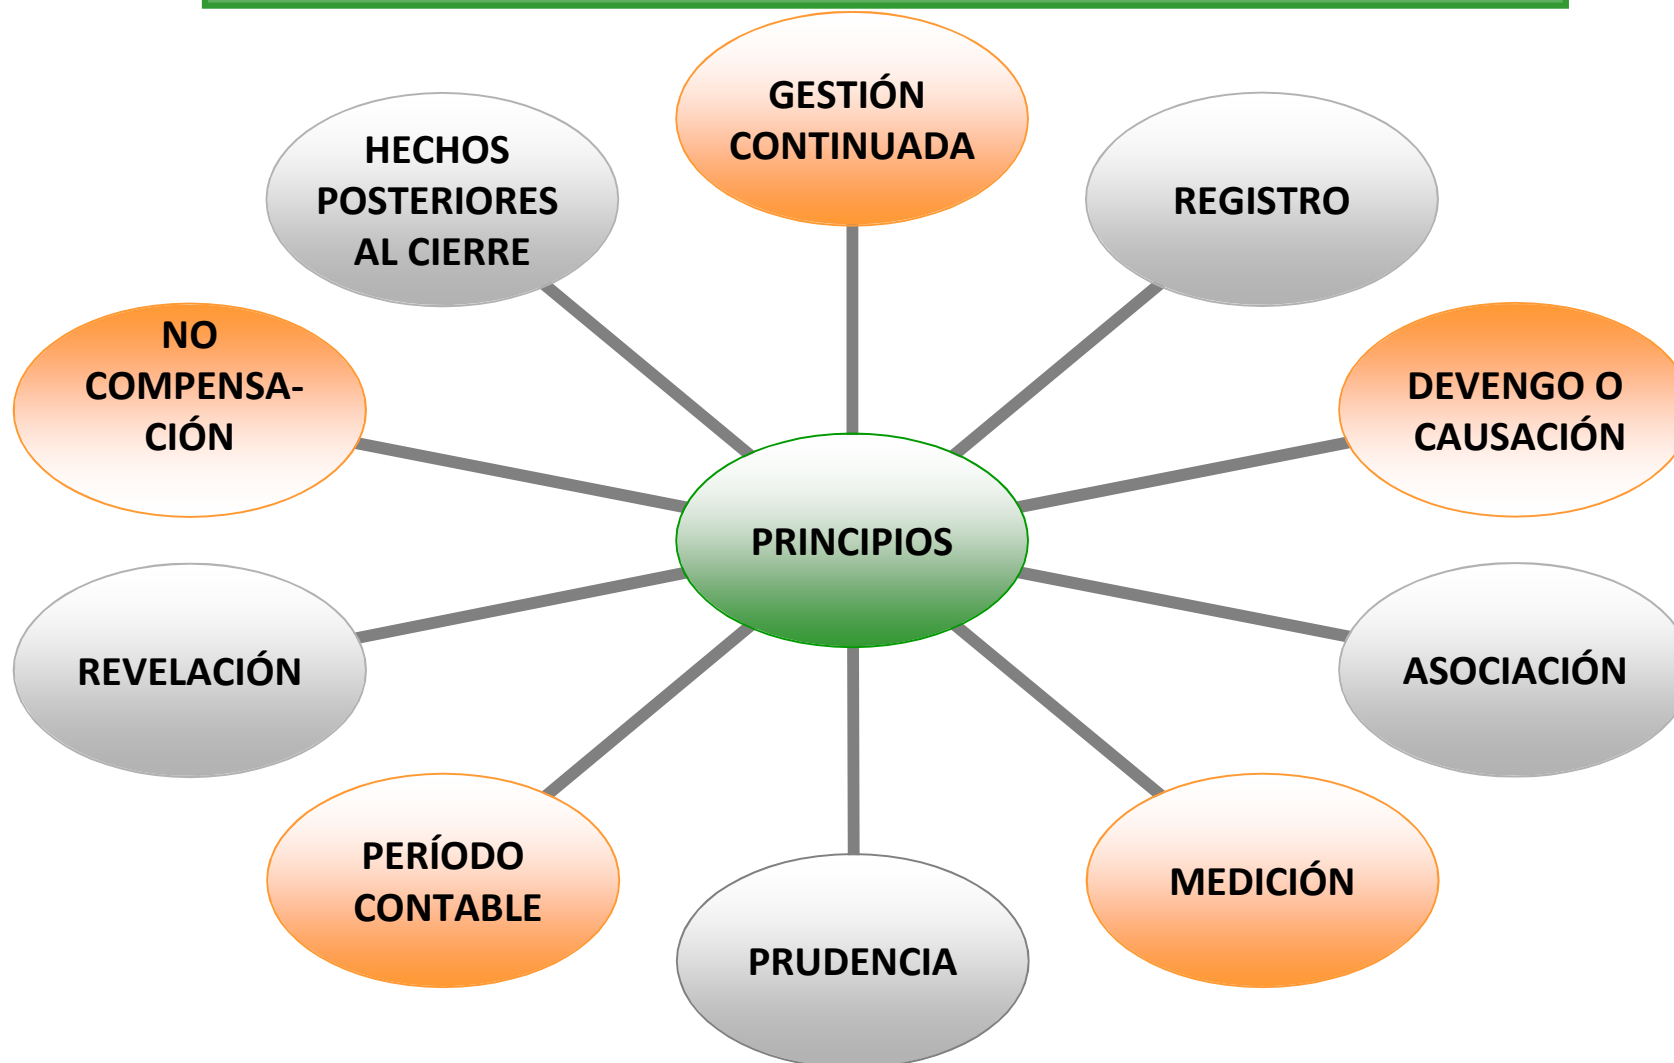 GESTIÓN
CONTINUADA
HECHOS
POSTERIORES
AL CIERRE
REGISTRO
NO
COMPENSA-
CIÓN
DEVENGO O
CAUSACIÓN
PRINCIPIOS
REVELACIÓN
ASOCIACIÓN
PERÍODO
CONTABLE
MEDICIÓN
PRUDENCIA